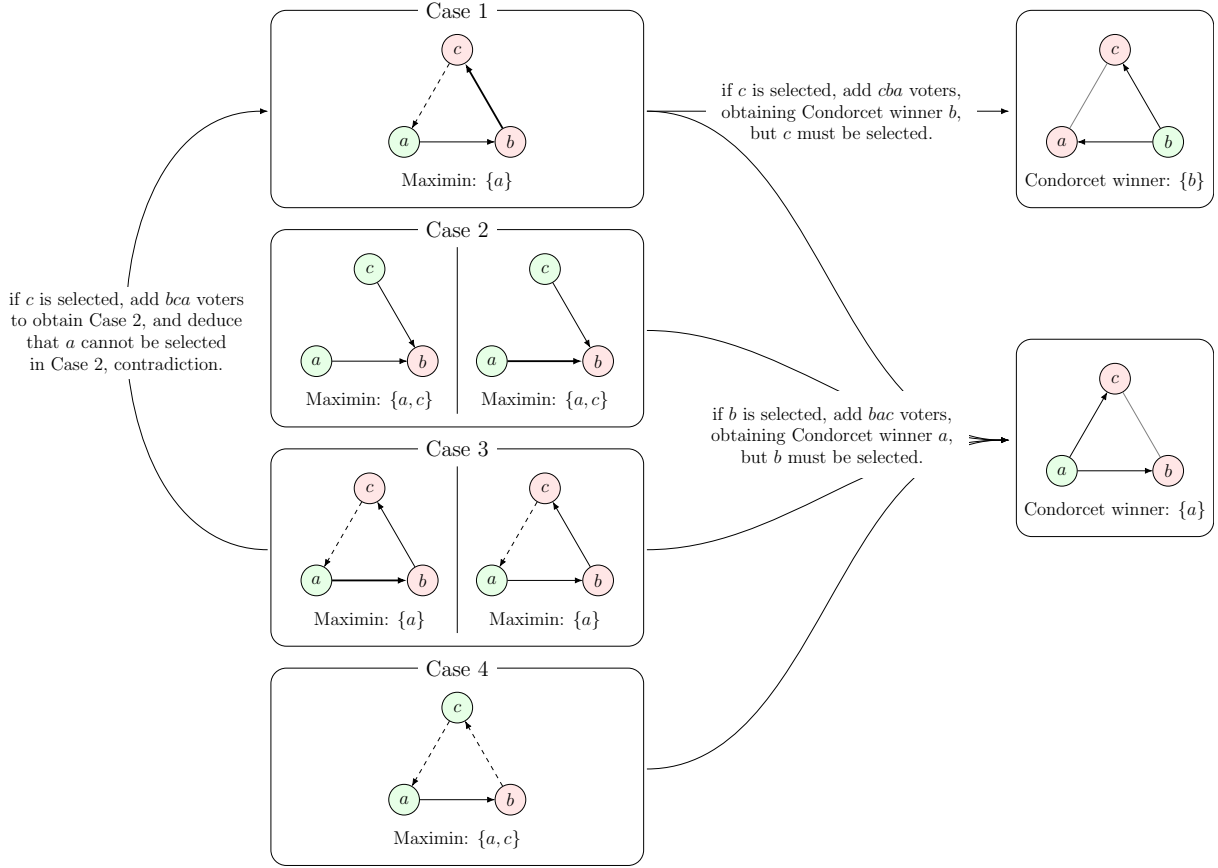 Case 1
c
a
b
Maximin: {a}
if c is selected, add cba voters,
obtaining Condorcet winner b,
but c must be selected.
c
a
b
Condorcet winner: {b}
Case 2
c
a
b
Maximin: {a, c}
c
a
b
Maximin: {a, c}
if c is selected, add bca voters
to obtain Case 2, and deduce
that a cannot be selected
in Case 2, contradiction.
if b is selected, add bac voters,
obtaining Condorcet winner a,
but b must be selected.
c
a
b
Condorcet winner: {a}
Case 3
c
a
b
Maximin: {a}
c
a
b
Maximin: {a}
Case 4
c
a
b
Maximin: {a, c}